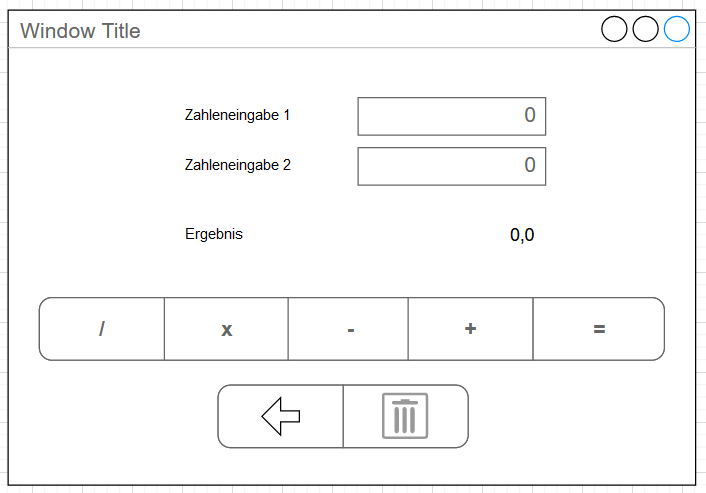 Window Title
Zahleneingabe 1 0
Zahleneingabe 2 0
Ergebnis 0,0
/ x - + =